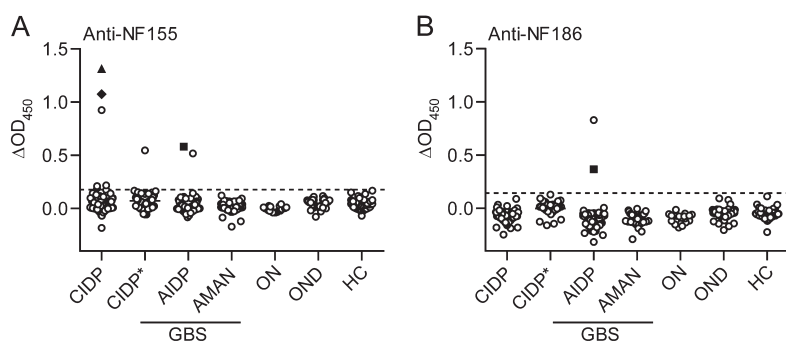 A
Anti-NF155
ΔOD450
1.5
1.0
0.5
0.0
CIDP
CIDP*
AIDP
AMAN
ON
OND
HC
GBS
B
Anti-NF186
ΔOD450
1.5
1.0
0.5
0.0
CIDP
CIDP*
AIDP
AMAN
ON
OND
HC
GBS